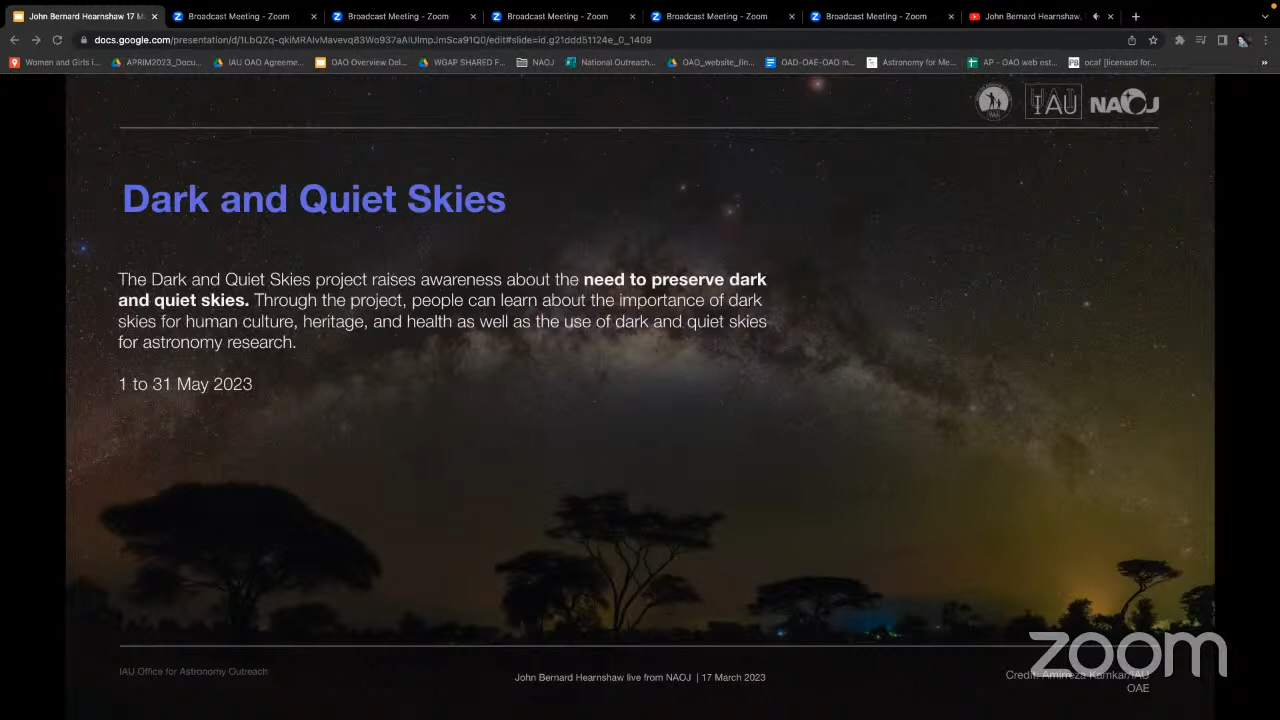 John Bernard Hearnshaw 17 M
Broadcast Meeting - Zoom
Broadcast Meeting - Zoom
Broadcast Meeting - Zoom
Broadcast Meeting - Zoom
Broadcast Meeting - Zoom
John Bernard Hearnshaw,
docs.google.com/presentation/d/
Women and Girls i...
APRIM2023_Docu...
IAU OAO Agreeme...
OAO Overview Del...
WGAP SHARED F...
NAOJ
National Outreach...
OAO_website_fin...
OAD-OAE-OAO m...
Astronomy for Me...
AP - OAO web est...
ocaf [licensed for...
IAU
NAOJ
Dark and Quiet Skies
The Dark and Quiet Skies project raises awareness about the need to preserve dark
and quiet skies. Through the project, people can learn about the importance of dark
skies for human culture, heritage, and health as well as the use of dark and quiet skies
for astronomy research.
1 to 31 May 2023
IAU Office for Astronomy Outreach
John Bernard Hearnshaw live from NAOJ | 17 March 2023
Credit: Amirreza Kamkar/IAU
OAE
zoom